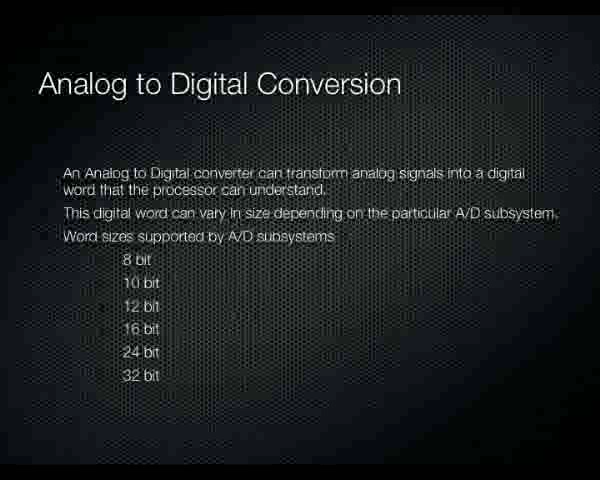 Analog to Digital Conversion
An Analog to Digital converter can transform analog signals into a digital
word that the processor can understand.
This digital word can vary in size depending on the particular A/D subsystem.
Word sizes supported by A/D subsystems
8 bit
10 bit
12 bit
16 bit
24 bit
32 bit